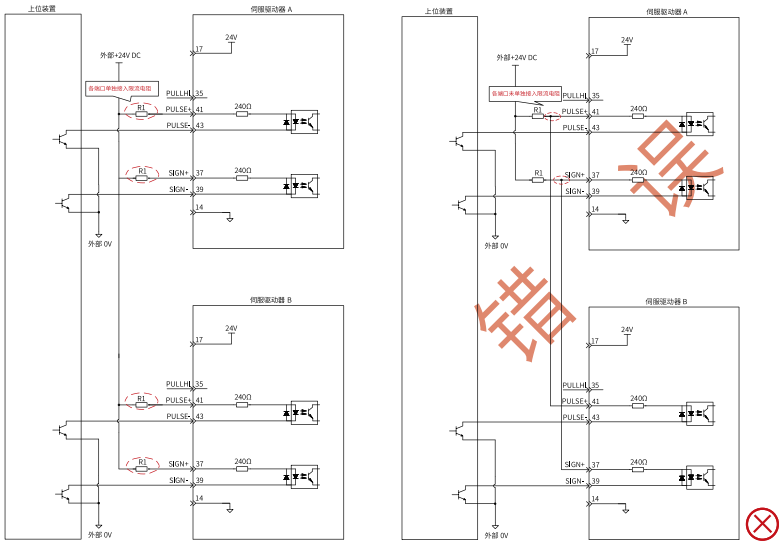 上位装置
伺服驱动器 A
24V
17
外部+24V DC
各端口单独接入限流电阻
PULLHI
35
R1
PULSE+
41
240Ω
PULSE-
43
R1
SIGN+
37
240Ω
SIGN-
39
14
外部 0V
伺服驱动器 B
24V
17
PULLHI
35
R1
PULSE+
41
240Ω
PULSE-
43
R1
SIGN+
37
240Ω
SIGN-
39
14
外部 0V
上位装置
伺服驱动器 A
24V
17
外部+24V DC
各端口未单独接入限流电阻
PULLHI
35
R1
PULSE+
41
240Ω
PULSE-
43
R1
SIGN+
37
240Ω
SIGN-
39
14
外部 0V
错误
伺服驱动器 B
24V
17
PULLHI
35
PULSE+
41
240Ω
PULSE-
43
SIGN+
37
240Ω
SIGN-
39
14
外部 0V